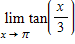 lim tan(x/3)
x → π